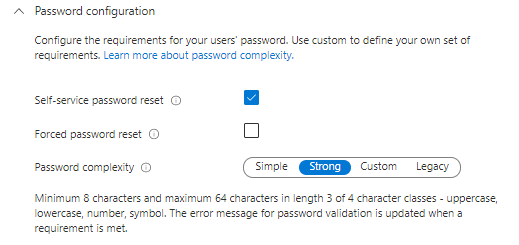 Password configuration
Configure the requirements for your users' password. Use custom to define your own set of
requirements. Learn more about password complexity.
Self-service password reset
Forced password reset
Password complexity Simple Strong Custom Legacy
Minimum 8 characters and maximum 64 characters in length 3 of 4 character classes - uppercase,
lowercase, number, symbol. The error message for password validation is updated when a
requirement is met.